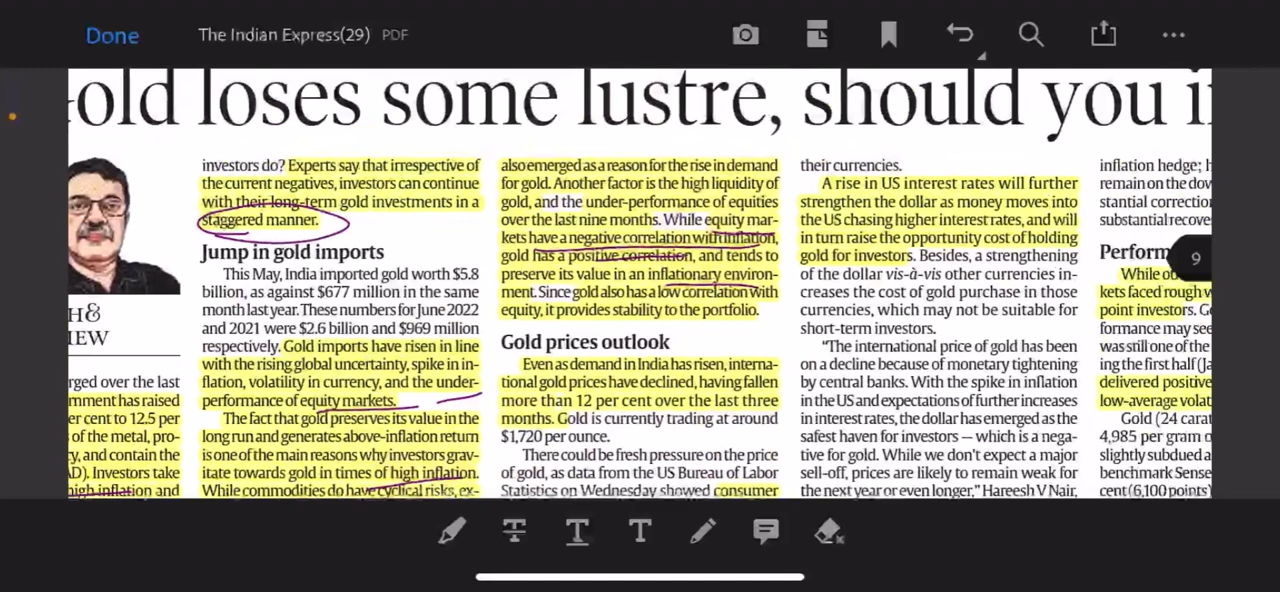 Done
The Indian Express(29) PDF
old loses some lustre, should you i
H&
IEW
rged over the last
nment has raised
er cent to 12.5 per
of the metal, pro-
cy, and contain the
AD). Investors take
high inflation and
investors do? Experts say that irrespective of
the current negatives, investors can continue
with their long-term gold investments in a
staggered manner.
Jump in gold imports
This May, India imported gold worth $5.8
billion, as against $677 million in the same
month last year. These numbers for June 2022
and 2021 were $2.6 billion and $969 million
respectively. Gold imports have risen in line
with the rising global uncertainty, spike in in-
flation, volatility in currency, and the under-
performance of equity markets.
The fact that gold preserves its value in the
long run and generates above-inflation return
is one of the main reasons why investors grav-
itate towards gold in times of high inflation.
While commodities do have cyclical risks, ex-
also emerged as a reason for the rise in demand
for gold. Another factor is the high liquidity of
gold, and the under-performance of equities
over the last nine months. While equity mar-
kets have a negative correlation with inflation,
gold has a positive correlation, and tends to
preserve its value in an inflationary environ-
ment. Since gold also has a low correlation with
equity, it provides stability to the portfolio.
Gold prices outlook
Even as demand in India has risen, interna-
tional gold prices have declined, having fallen
more than 12 per cent over the last three
months. Gold is currently trading at around
$1,720 per ounce.
There could be fresh pressure on the price
of gold, as data from the US Bureau of Labor
Statistics on Wednesday showed consumer
their currencies.
A rise in US interest rates will further
strengthen the dollar as money moves into
the US chasing higher interest rates, and will
in turn raise the opportunity cost of holding
gold for investors. Besides, a strengthening
of the dollar vis-à-vis other currencies in-
creases the cost of gold purchase in those
currencies, which may not be suitable for
short-term investors.
"The international price of gold has been
on a decline because of monetary tightening
by central banks. With the spike in inflation
in the US and expectations of further increases
in interest rates, the dollar has emerged as the
safest haven for investors — which is a nega-
tive for gold. While we don't expect a major
sell-off, prices are likely to remain weak for
the next year or even longer," Hareesh V Nair,
inflation hedge; h
remain on the dov
stantial correctio
substantial recove
Perform
While ot
kets faced rough w
point investors. G
formance may see
was still one of the
ing the first half (Ja
delivered positive
low-average volat
Gold (24 carat
4,985 per gram o
slightly subdued a
benchmark Sense
cent (6,100 points)
9